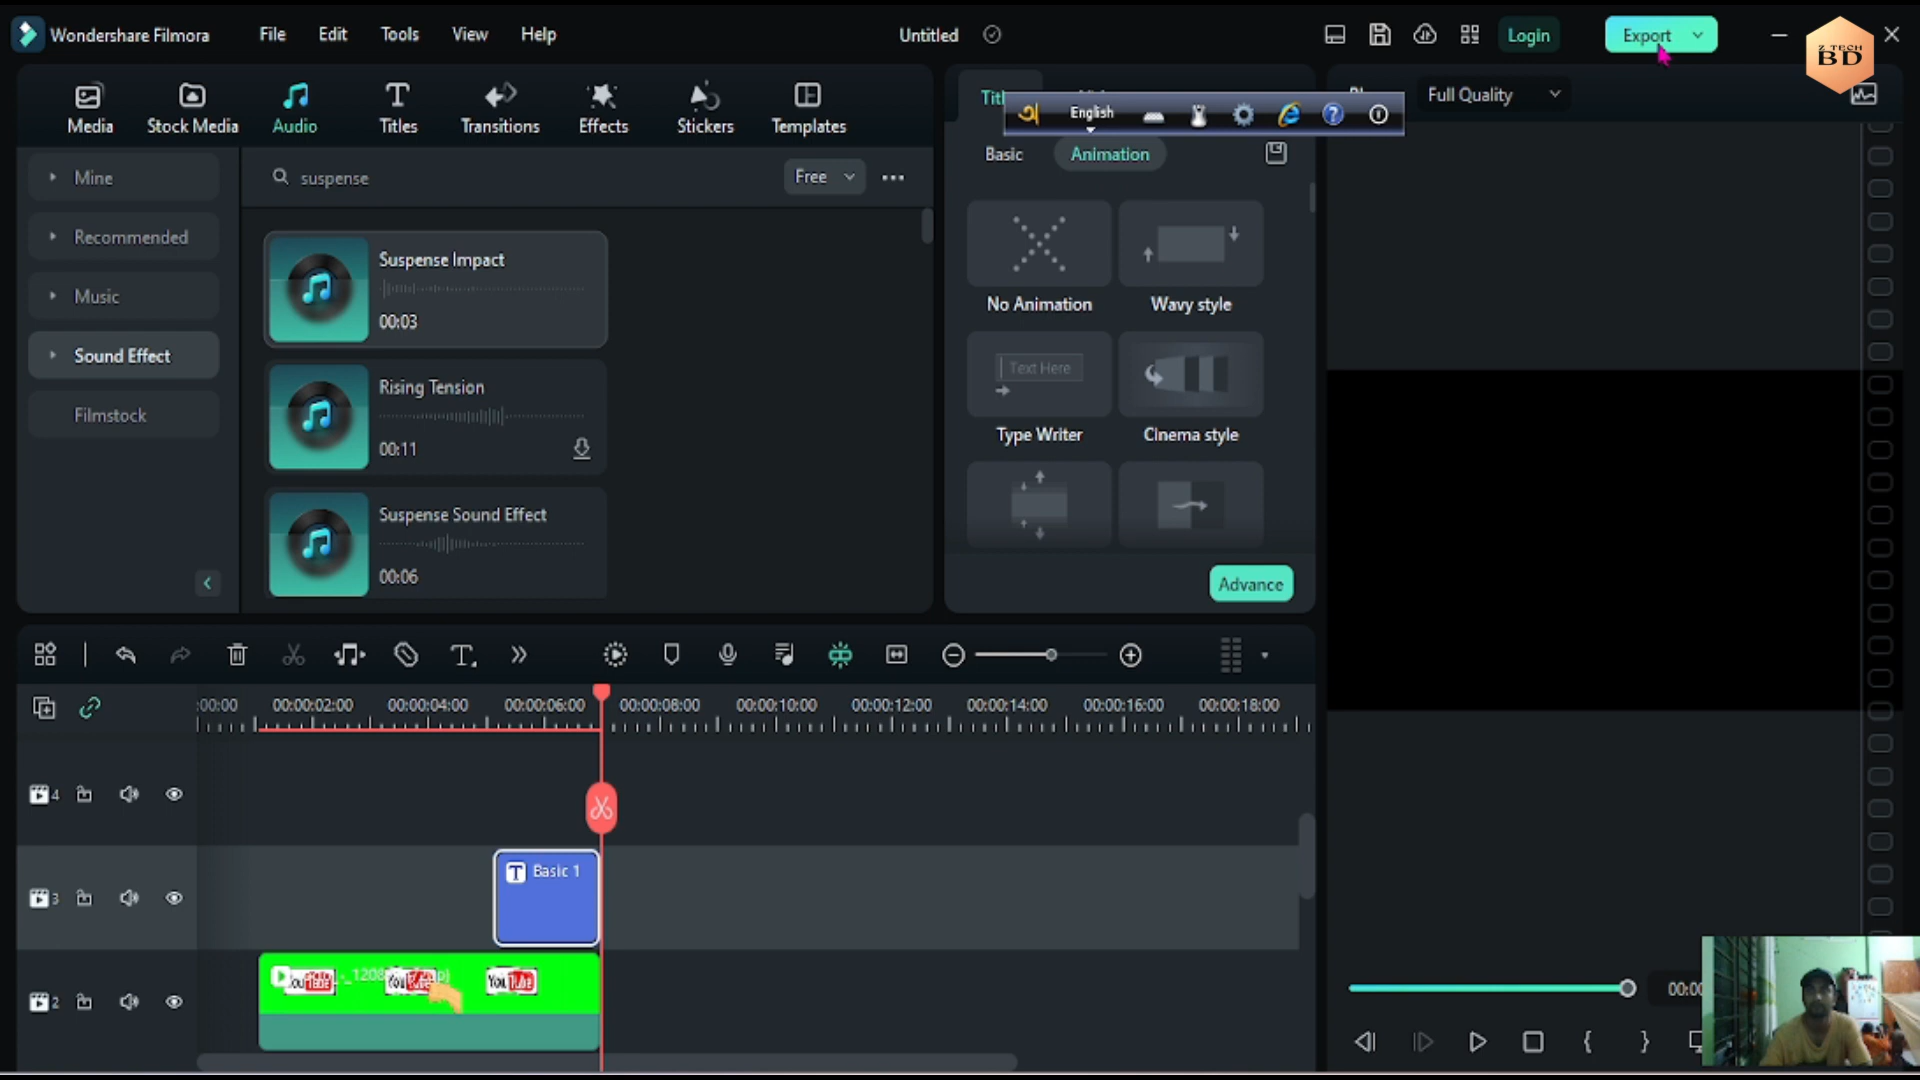 Wondershare Filmora
File
Edit
Tools
View
Help
Untitled
Login
Export
Z TECH
BD
Media
Stock Media
Audio
Titles
Transitions
Effects
Stickers
Templates
অ
English
Full Quality
Mine
Recommended
Music
Sound Effect
Filmstock
suspense
Free
Suspense Impact
00:03
Rising Tension
00:11
Suspense Sound Effect
00:06
Basic
Animation
No Animation
Wavy style
Text Here
Type Writer
Cinema style
Advance
:00:00
00:00:02:00
00:00:04:00
00:00:06:00
00:00:08:00
00:00:10:00
00:00:12:00
00:00:14:00
00:00:16:00
00:00:18:00
4
3
T Basic 1
2
You Tube
00:00